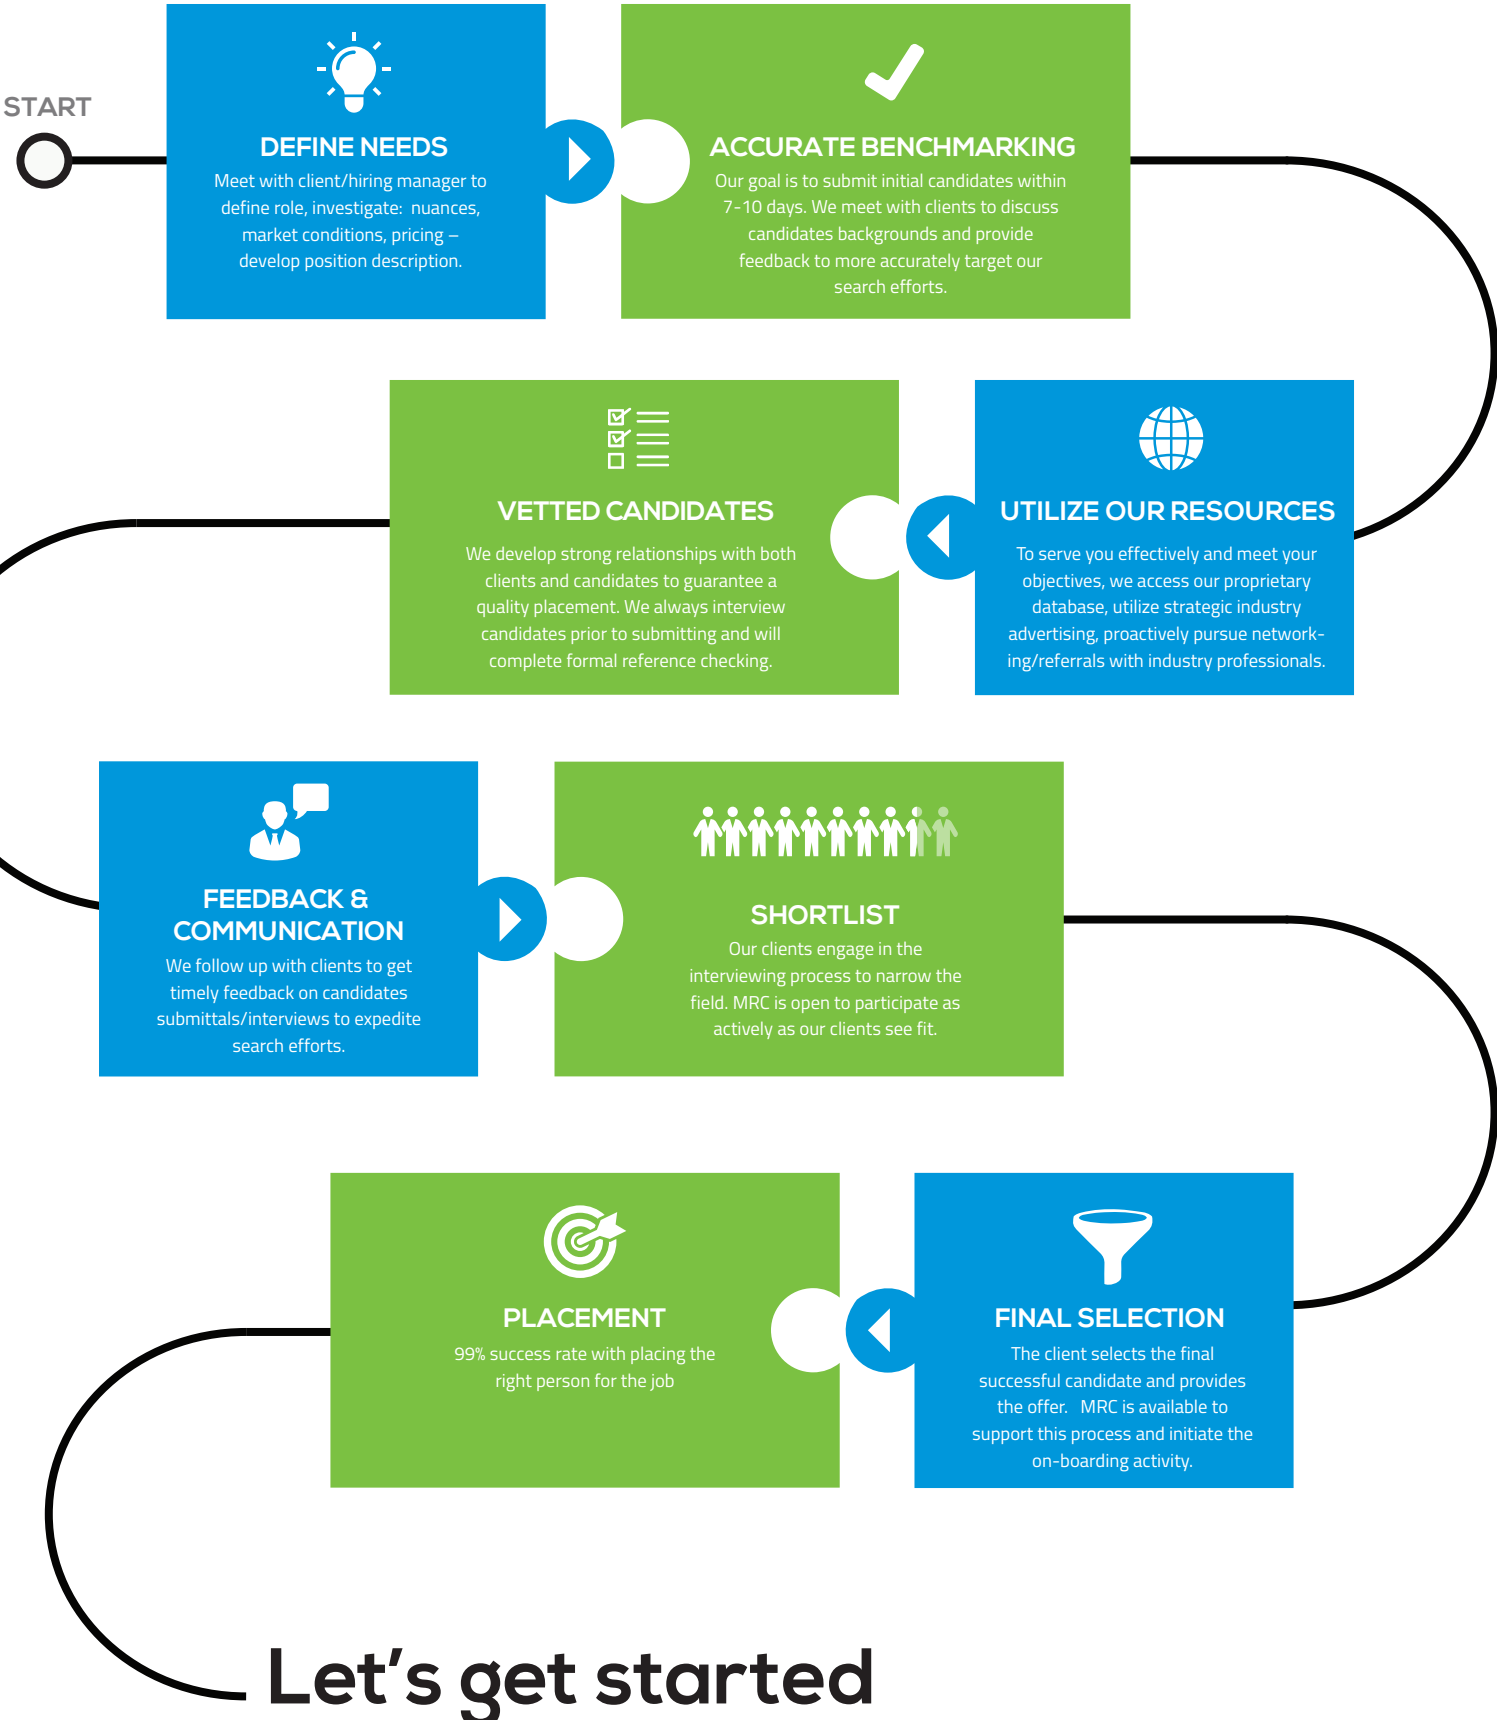 START
DEFINE NEEDS
Meet with client/hiring manager to
define role, investigate:  nuances,
market conditions, pricing –
develop position description.
ACCURATE BENCHMARKING
Our goal is to submit initial candidates within
7-10 days. We meet with clients to discuss
candidates backgrounds and provide
feedback to more accurately target our
search efforts.
UTILIZE OUR RESOURCES
To serve you effectively and meet your
objectives, we access our proprietary
database, utilize strategic industry
advertising, proactively pursue network-
ing/referrals with industry professionals.
VETTED CANDIDATES
We develop strong relationships with both
clients and candidates to guarantee a
quality placement. We always interview
candidates prior to submitting and will
complete formal reference checking.
FEEDBACK &
COMMUNICATION
We follow up with clients to get
timely feedback on candidates
submittals/interviews to expedite
search efforts.
SHORTLIST
Our clients engage in the
interviewing process to narrow the
field. MRC is open to participate as
actively as our clients see fit.
FINAL SELECTION
The client selects the final
successful candidate and provides
the offer.   MRC is available to
support this process and initiate the
on-boarding activity.
PLACEMENT
99% success rate with placing the
right person for the job
Let’s get started